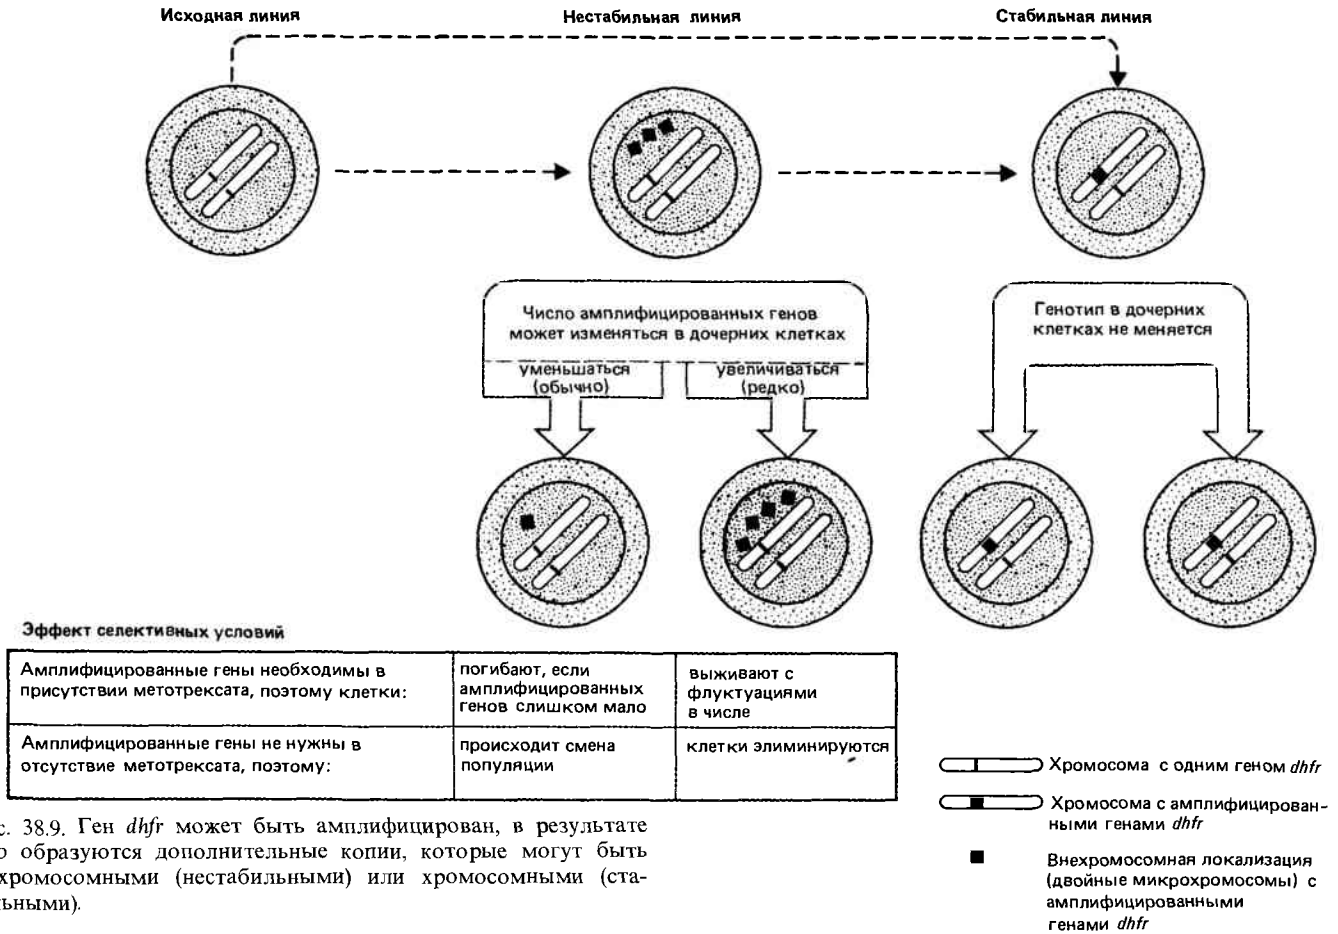 Исходная линия
Нестабильная линия
Стабильная линия
Число амплифицированных генов
может изменяться в дочерних клетках
уменьшаться
(обычно)
увеличиваться
(редко)
Генотип в дочерних
клетках не меняется
Эффект селективных условий
Амплифицированные гены необходимы в
присутствии метотрексата, поэтому клетки:
погибают, если
амплифицированных
генов слишком мало
выживают с
флуктуациями
в числе
Амплифицированные гены не нужны в
отсутствие метотрексата, поэтому:
происходит смена
популяции
клетки элиминируются
Хромосома с одним геном dhfr
Хромосома с амплифицирован-
ными генами dhfr
Внехромосомная локализация
(двойные микрохромосомы) с
амплифицированными
генами dhfr
с. 38.9. Ген dhfr может быть амплифицирован, в результате
о образуются дополнительные копии, которые могут быть
хромосомными (нестабильными) или хромосомными (ста-
льными).